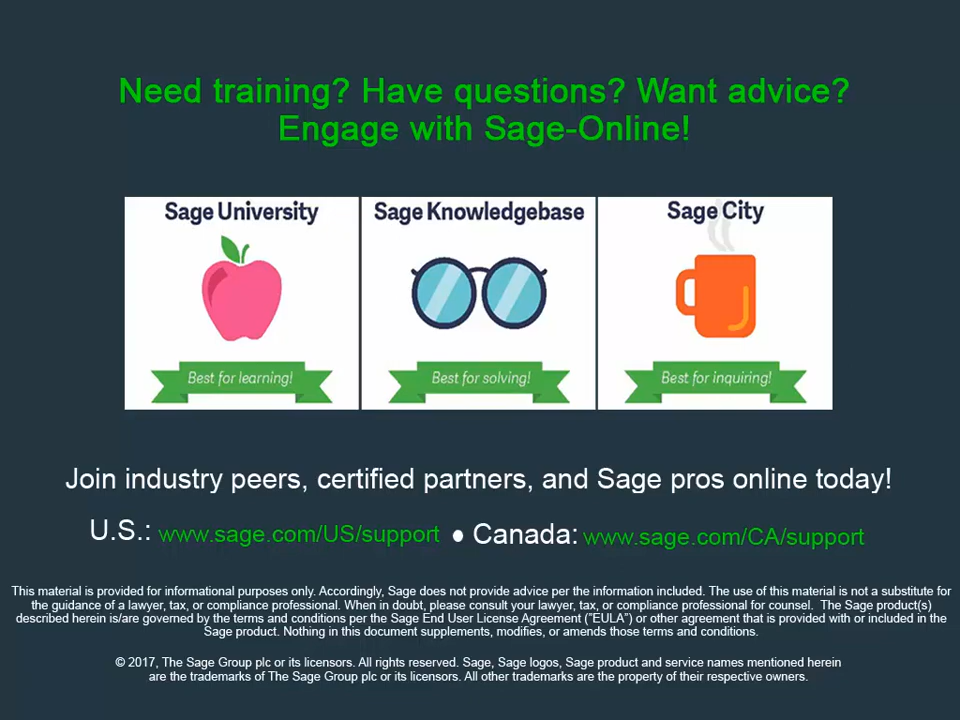 Need training? Have questions? Want advice?
Engage with Sage-Online!
Sage University
Sage Knowledgebase
Sage City
Best for learning!
Best for solving!
Best for inquiring!
Join industry peers, certified partners, and Sage pros online today!
U.S.: www.sage.com/US/support ● Canada: www.sage.com/CA/support
This material is provided for informational purposes only. Accordingly, Sage does not provide advice per the information included. The use of this material is not a substitute for
the guidance of a lawyer, tax, or compliance professional. When in doubt, please consult your lawyer, tax, or compliance professional for counsel. The Sage product(s)
described herein is/are governed by the terms and conditions per the Sage End User License Agreement ("EULA") or other agreement that is provided with or included in the
Sage product. Nothing in this document supplements, modifies, or amends those terms and conditions.
© 2017, The Sage Group plc or its licensors. All rights reserved. Sage, Sage logos, Sage product and service names mentioned herein
are the trademarks of The Sage Group plc or its licensors. All other trademarks are the property of their respective owners.